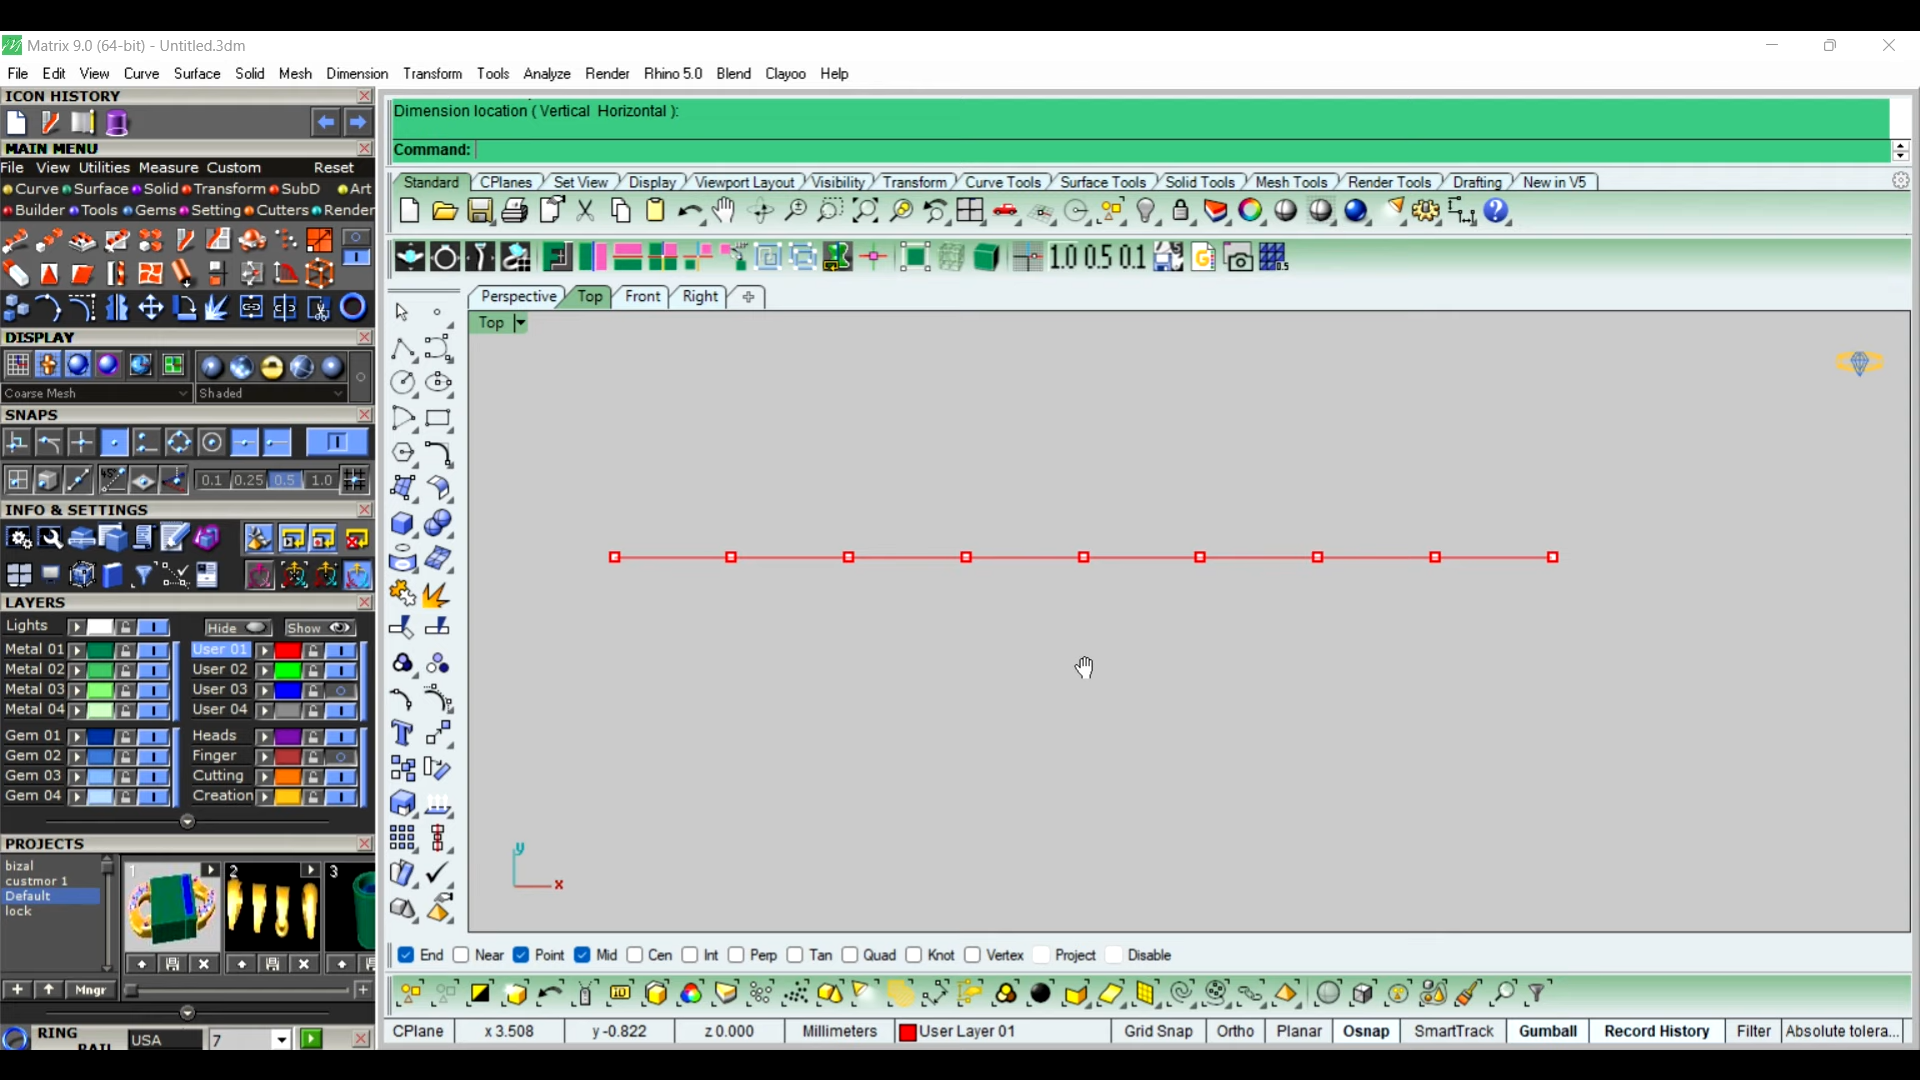 Matrix 9.0 (64-bit) - Untitled.3dm
File Edit View Curve Surface Solid Mesh Dimension Transform Tools Analyze Render Rhino 5.0 Blend Clayoo Help
ICON HISTORY
MAIN MENU
File View Utilities Measure Custom Reset
Curve Surface Solid Transform SubD Art
Builder Tools Gems Setting Cutters Render
DISPLAY
Coarse Mesh Shaded
SNAPS
0.1 0.25 0.5 1.0
INFO & SETTINGS
LAYERS
Lights Hide Show
Metal 01 User 01
Metal 02 User 02
Metal 03 User 03
Metal 04 User 04
Gem 01 Heads
Gem 02 Finger
Gem 03 Cutting
Gem 04 Creation
PROJECTS
bizal
custmor 1
Default
lock
1 2 3
Mngr
RING
RAIL USA 7
Dimension location ( Vertical Horizontal ):
Command:
Standard CPlanes Set View Display Viewport Layout Visibility Transform Curve Tools Surface Tools Solid Tools Mesh Tools Render Tools Drafting New in V5
1.0 0.5 0.1
Perspective Top Front Right
Top
y
x
End Near Point Mid Cen Int Perp Tan Quad Knot Vertex Project Disable
CPlane x 3.508 y -0.822 z 0.000 Millimeters User Layer 01 Grid Snap Ortho Planar Osnap SmartTrack Gumball Record History Filter Absolute tolera...